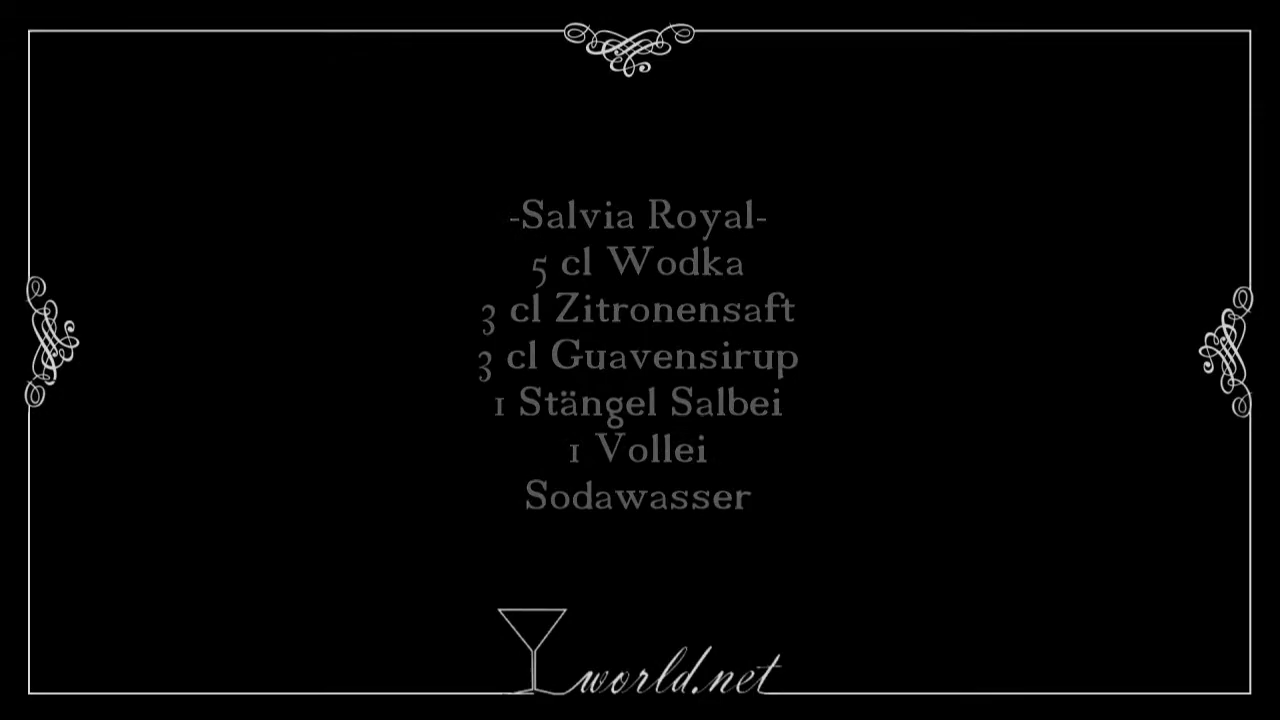 -Salvia Royal-
5 cl Wodka
3 cl Zitronensaft
3 cl Guavensirup
1 Stängel Salbei
1 Vollei
Sodawasser
world.net